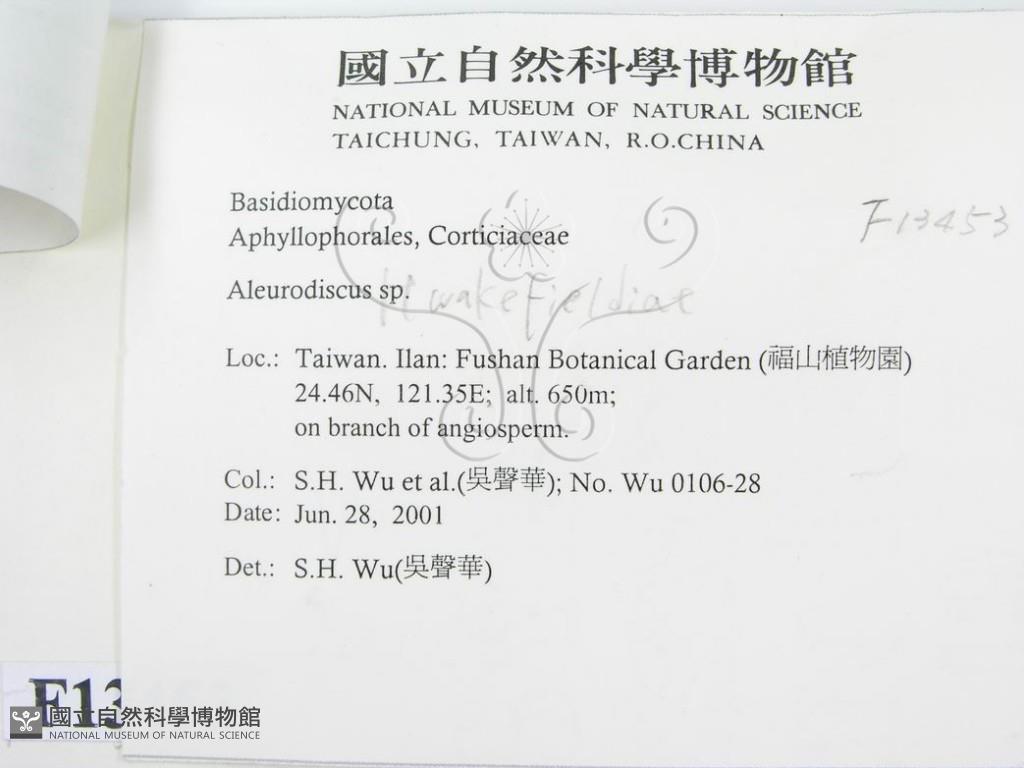 國立自然科學博物館
NATIONAL MUSEUM OF NATURAL SCIENCE
TAICHUNG, TAIWAN, R.O.CHINA
Basidiomycota
F13453
Aphyllophorales, Corticiaceae
Aleurodiscus sp. wakefieldiae
Loc.: Taiwan. Ilan: Fushan Botanical Garden (福山植物園)
24.46N, 121.35E; alt. 650m;
on branch of angiosperm.
Col.: S.H. Wu et al.(吳聲華); No. Wu 0106-28
Date: Jun. 28, 2001
Det.: S.H. Wu(吳聲華)
F13
國立自然科學博物館
NATIONAL MUSEUM OF NATURAL SCIENCE